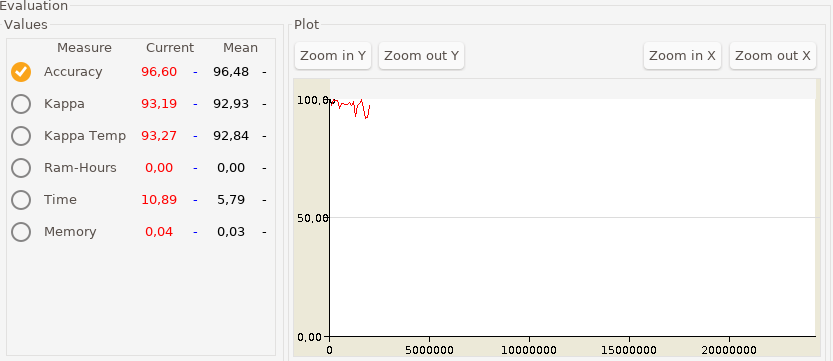 Evaluation
Values
Measure Current Mean
Accuracy 96,60 - 96,48 -
Kappa 93,19 - 92,93 -
Kappa Temp 93,27 - 92,84 -
Ram-Hours 0,00 - 0,00 -
Time 10,89 - 5,79 -
Memory 0,04 - 0,03 -
Plot
Zoom in Y Zoom out Y Zoom in X Zoom out X
100,0
50,00
0,00
0 5000000 10000000 15000000 20000000